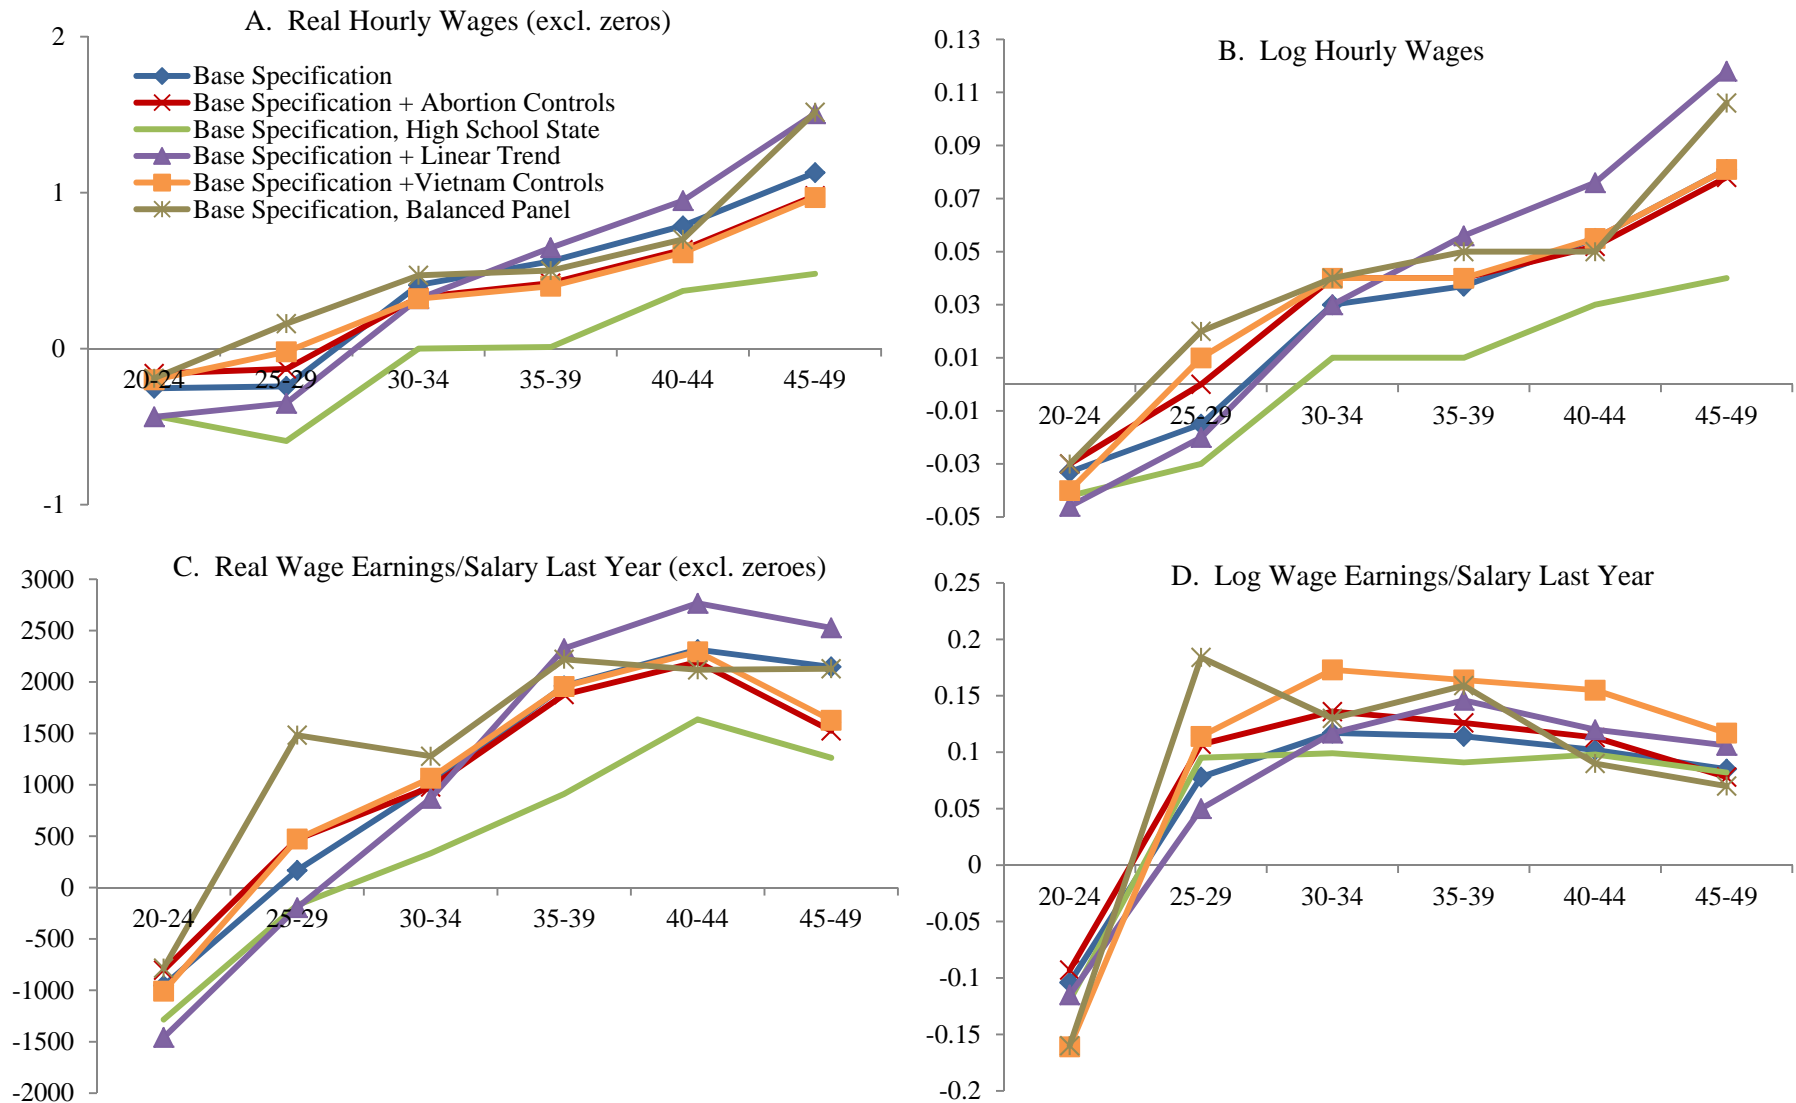 A.  Real Hourly Wages (excl. zeros)
2
1
0
-1
Base Specification
Base Specification + Abortion Controls
Base Specification, High School State
Base Specification + Linear Trend
Base Specification +Vietnam Controls
Base Specification, Balanced Panel
20-24 25-29 30-34 35-39 40-44 45-49
B.  Log Hourly Wages
0.13
0.11
0.09
0.07
0.05
0.03
0.01
-0.01
-0.03
-0.05
20-24 25-29 30-34 35-39 40-44 45-49
C.  Real Wage Earnings/Salary Last Year (excl. zeroes)
3000
2500
2000
1500
1000
500
0
-500
-1000
-1500
-2000
20-24 25-29 30-34 35-39 40-44 45-49
D.  Log Wage Earnings/Salary Last Year
0.25
0.2
0.15
0.1
0.05
0
-0.05
-0.1
-0.15
-0.2
20-24 25-29 30-34 35-39 40-44 45-49